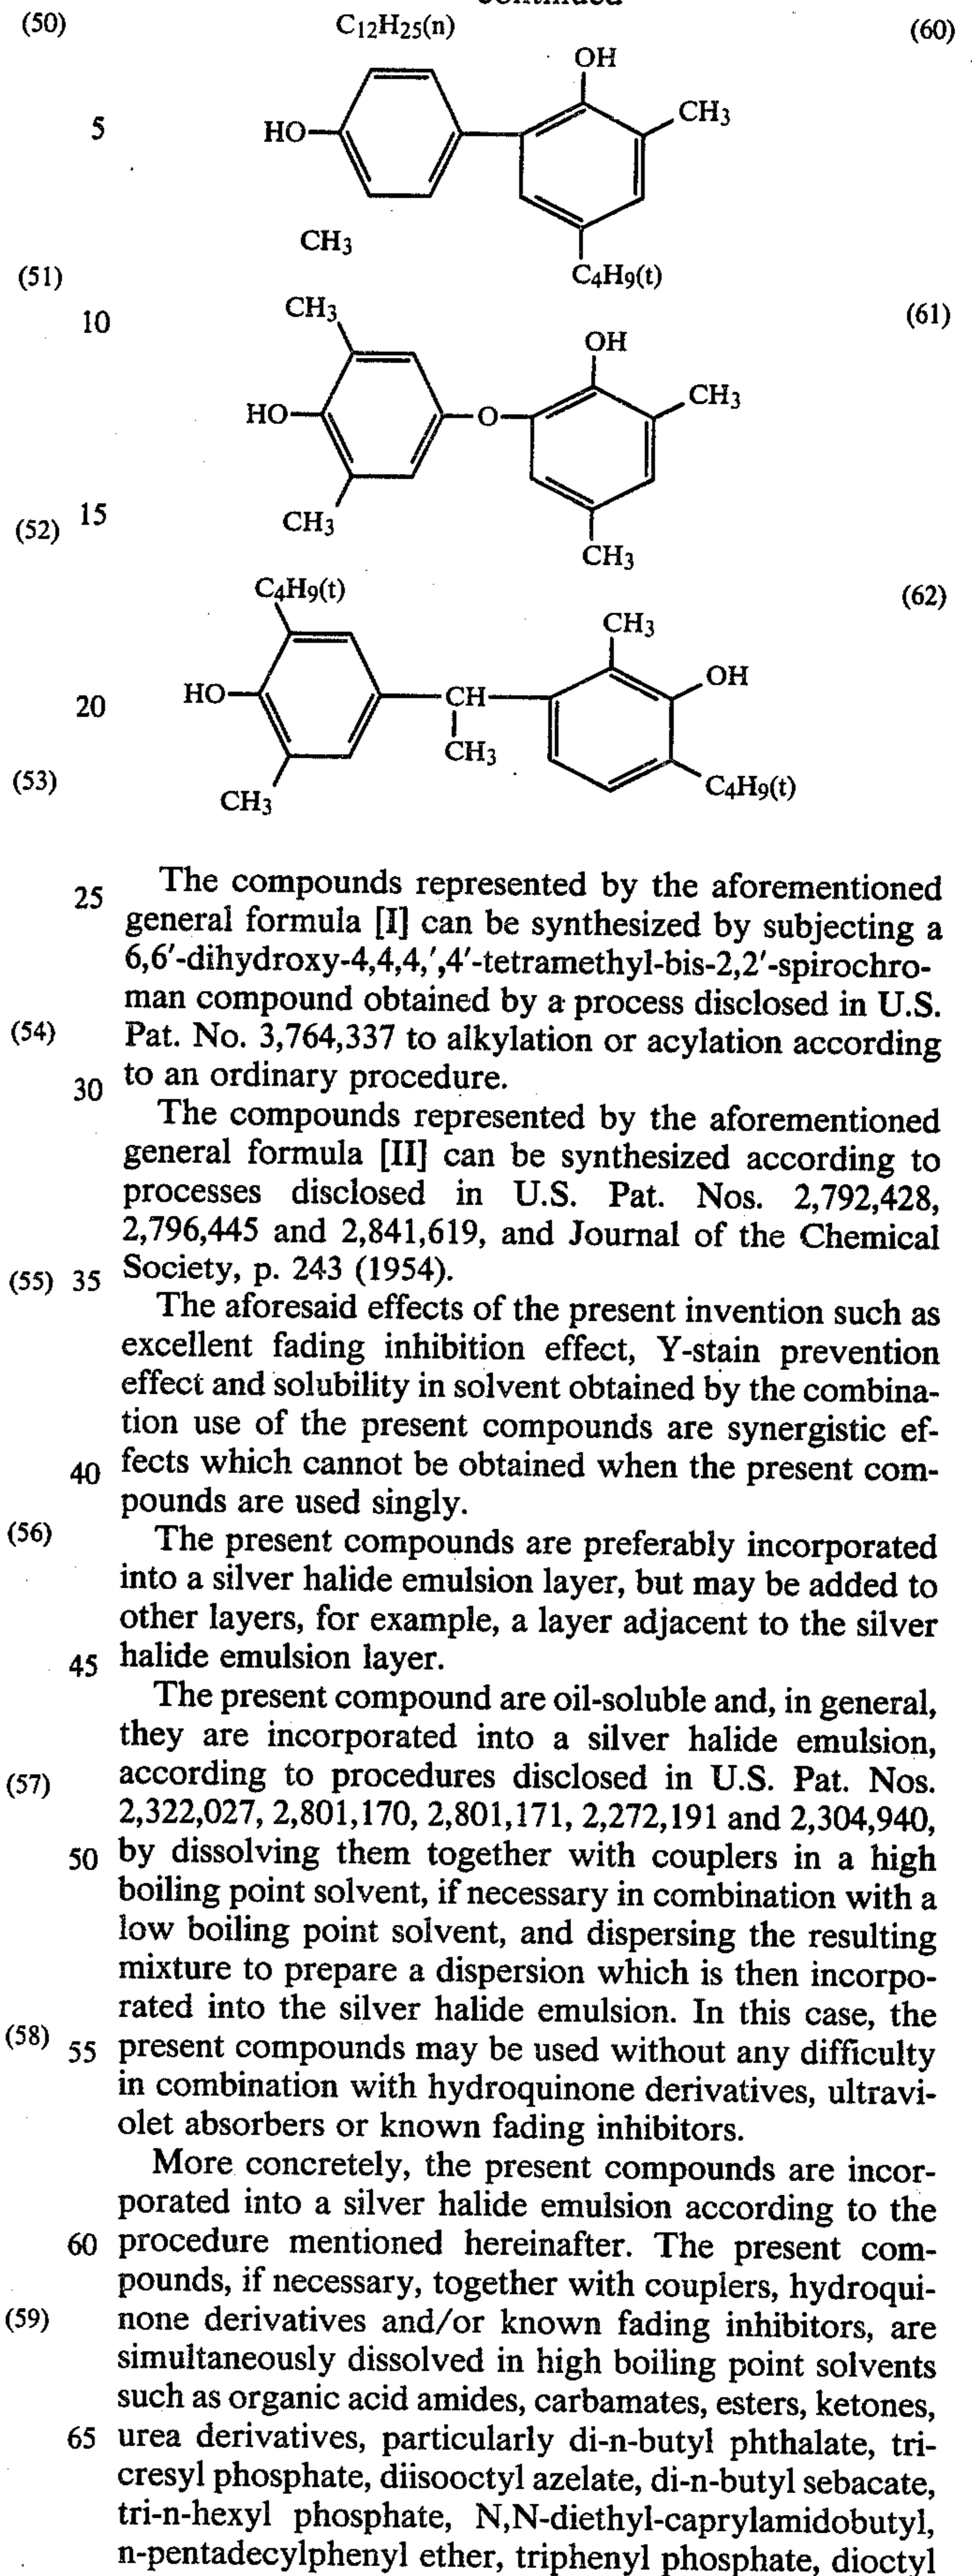 (50)
C12H25(n)
(60)
OH
CH3
5
HO
CH3
C4H9(t)
(51)
CH3
10
(61)
OH
CH3
HO
O
15
CH3
(52)
CH3
C4H9(t)
(62)
CH3
OH
HO
CH
20
CH3
(53)
C4H9(t)
CH3
25 The compounds represented by the aforementioned
general formula [I] can be synthesized by subjecting a
6,6′-dihydroxy-4,4,4,′,4′-tetramethyl-bis-2,2′-spirochro-
man compound obtained by a process disclosed in U.S.
(54) Pat. No. 3,764,337 to alkylation or acylation according
30 to an ordinary procedure.
The compounds represented by the aforementioned
general formula [II] can be synthesized according to
processes disclosed in U.S. Pat. Nos. 2,792,428,
2,796,445 and 2,841,619, and Journal of the Chemical
(55) 35 Society, p. 243 (1954).
The aforesaid effects of the present invention such as
excellent fading inhibition effect, Y-stain prevention
effect and solubility in solvent obtained by the combina-
tion use of the present compounds are synergistic ef-
40 fects which cannot be obtained when the present com-
pounds are used singly.
(56) The present compounds are preferably incorporated
into a silver halide emulsion layer, but may be added to
other layers, for example, a layer adjacent to the silver
45 halide emulsion layer.
The present compound are oil-soluble and, in general,
they are incorporated into a silver halide emulsion,
(57) according to procedures disclosed in U.S. Pat. Nos.
2,322,027, 2,801,170, 2,801,171, 2,272,191 and 2,304,940,
50 by dissolving them together with couplers in a high
boiling point solvent, if necessary in combination with a
low boiling point solvent, and dispersing the resulting
mixture to prepare a dispersion which is then incorpo-
rated into the silver halide emulsion. In this case, the
(58) 55 present compounds may be used without any difficulty
in combination with hydroquinone derivatives, ultravi-
olet absorbers or known fading inhibitors.
More concretely, the present compounds are incor-
porated into a silver halide emulsion according to the
60 procedure mentioned hereinafter. The present com-
pounds, if necessary, together with couplers, hydroqui-
(59) none derivatives and/or known fading inhibitors, are
simultaneously dissolved in high boiling point solvents
such as organic acid amides, carbamates, esters, ketones,
65 urea derivatives, particularly di-n-butyl phthalate, tri-
cresyl phosphate, diisooctyl azelate, di-n-butyl sebacate,
tri-n-hexyl phosphate, N,N-diethyl-caprylamidobutyl,
n-pentadecylphenyl ether, triphenyl phosphate, dioctyl